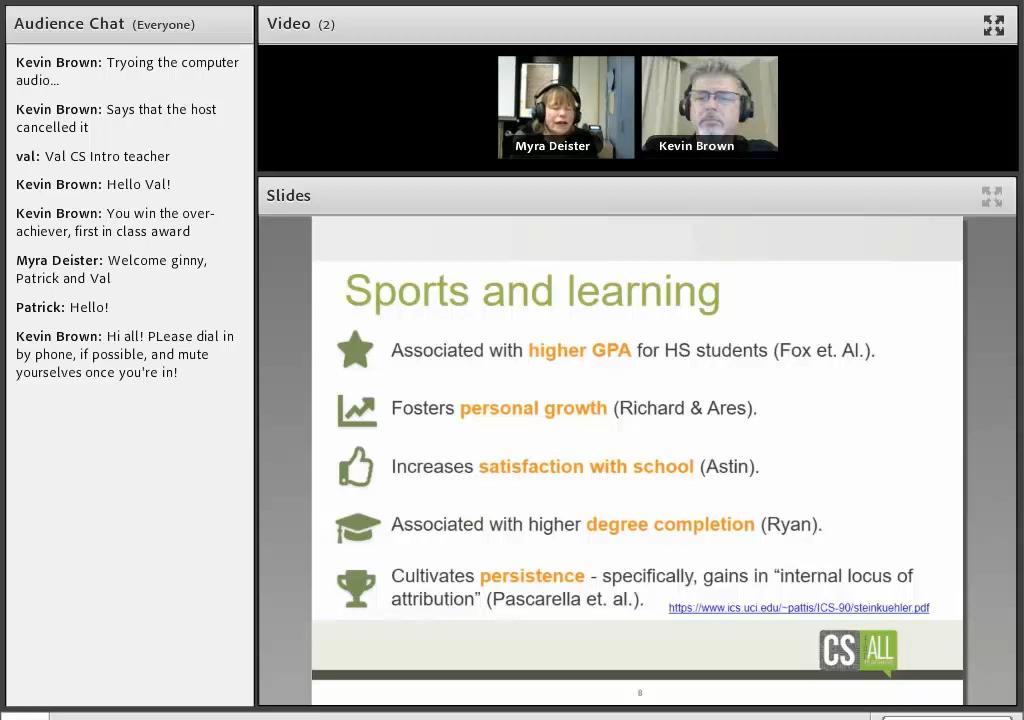 Audience Chat (Everyone)
Kevin Brown: Tryoing the computer
audio...
Kevin Brown: Says that the host
cancelled it
val: Val CS Intro teacher
Kevin Brown: Hello Val!
Kevin Brown: You win the over-
achiever, first in class award
Myra Deister: Welcome ginny,
Patrick and Val
Patrick: Hello!
Kevin Brown: Hi all! PLease dial in
by phone, if possible, and mute
yourselves once you're in!
Video (2)
Myra Deister
Kevin Brown
Slides
Sports and learning
Associated with higher GPA for HS students (Fox et. Al.).
Fosters personal growth (Richard & Ares).
Increases satisfaction with school (Astin).
Associated with higher degree completion (Ryan).
Cultivates persistence - specifically, gains in “internal locus of
attribution” (Pascarella et. al.).
https://www.ics.uci.edu/~pattis/ICS-90/steinkuehler.pdf
CS ALL
8